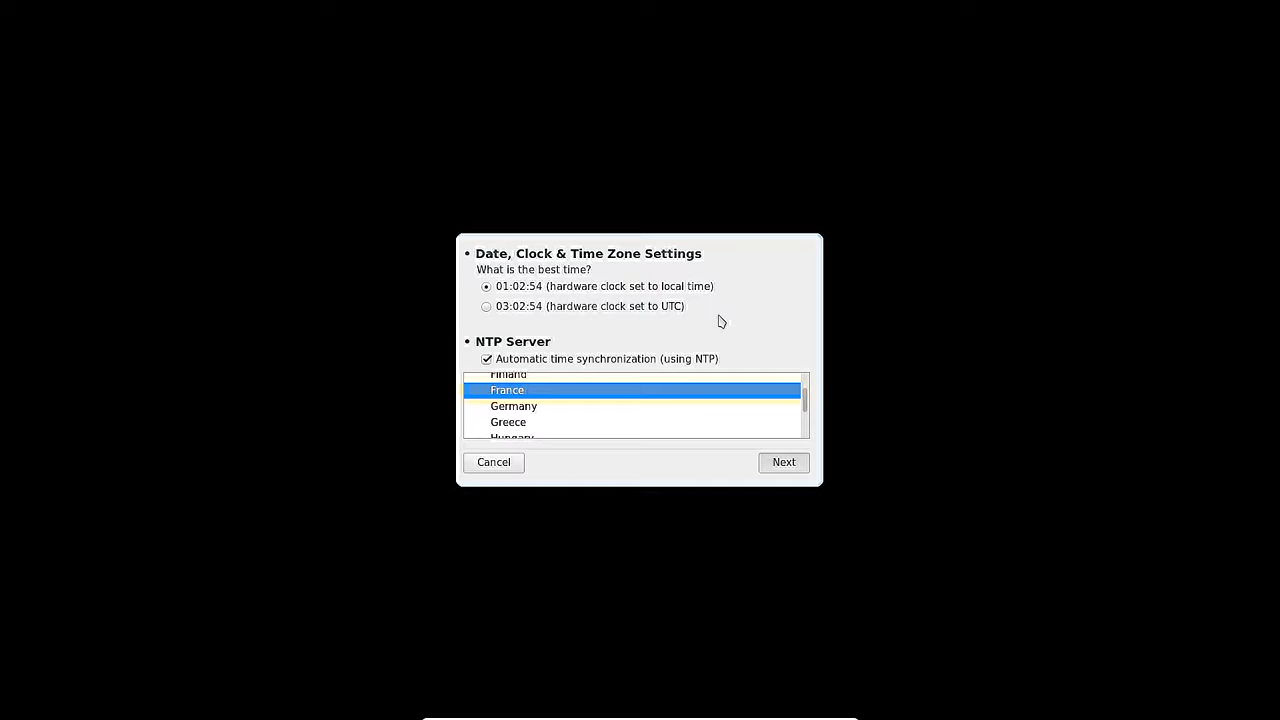 • Date, Clock & Time Zone Settings
What is the best time?
01:02:54 (hardware clock set to local time)
03:02:54 (hardware clock set to UTC)
• NTP Server
Automatic time synchronization (using NTP)
Finland
France
Germany
Greece
Hungary
Cancel
Next